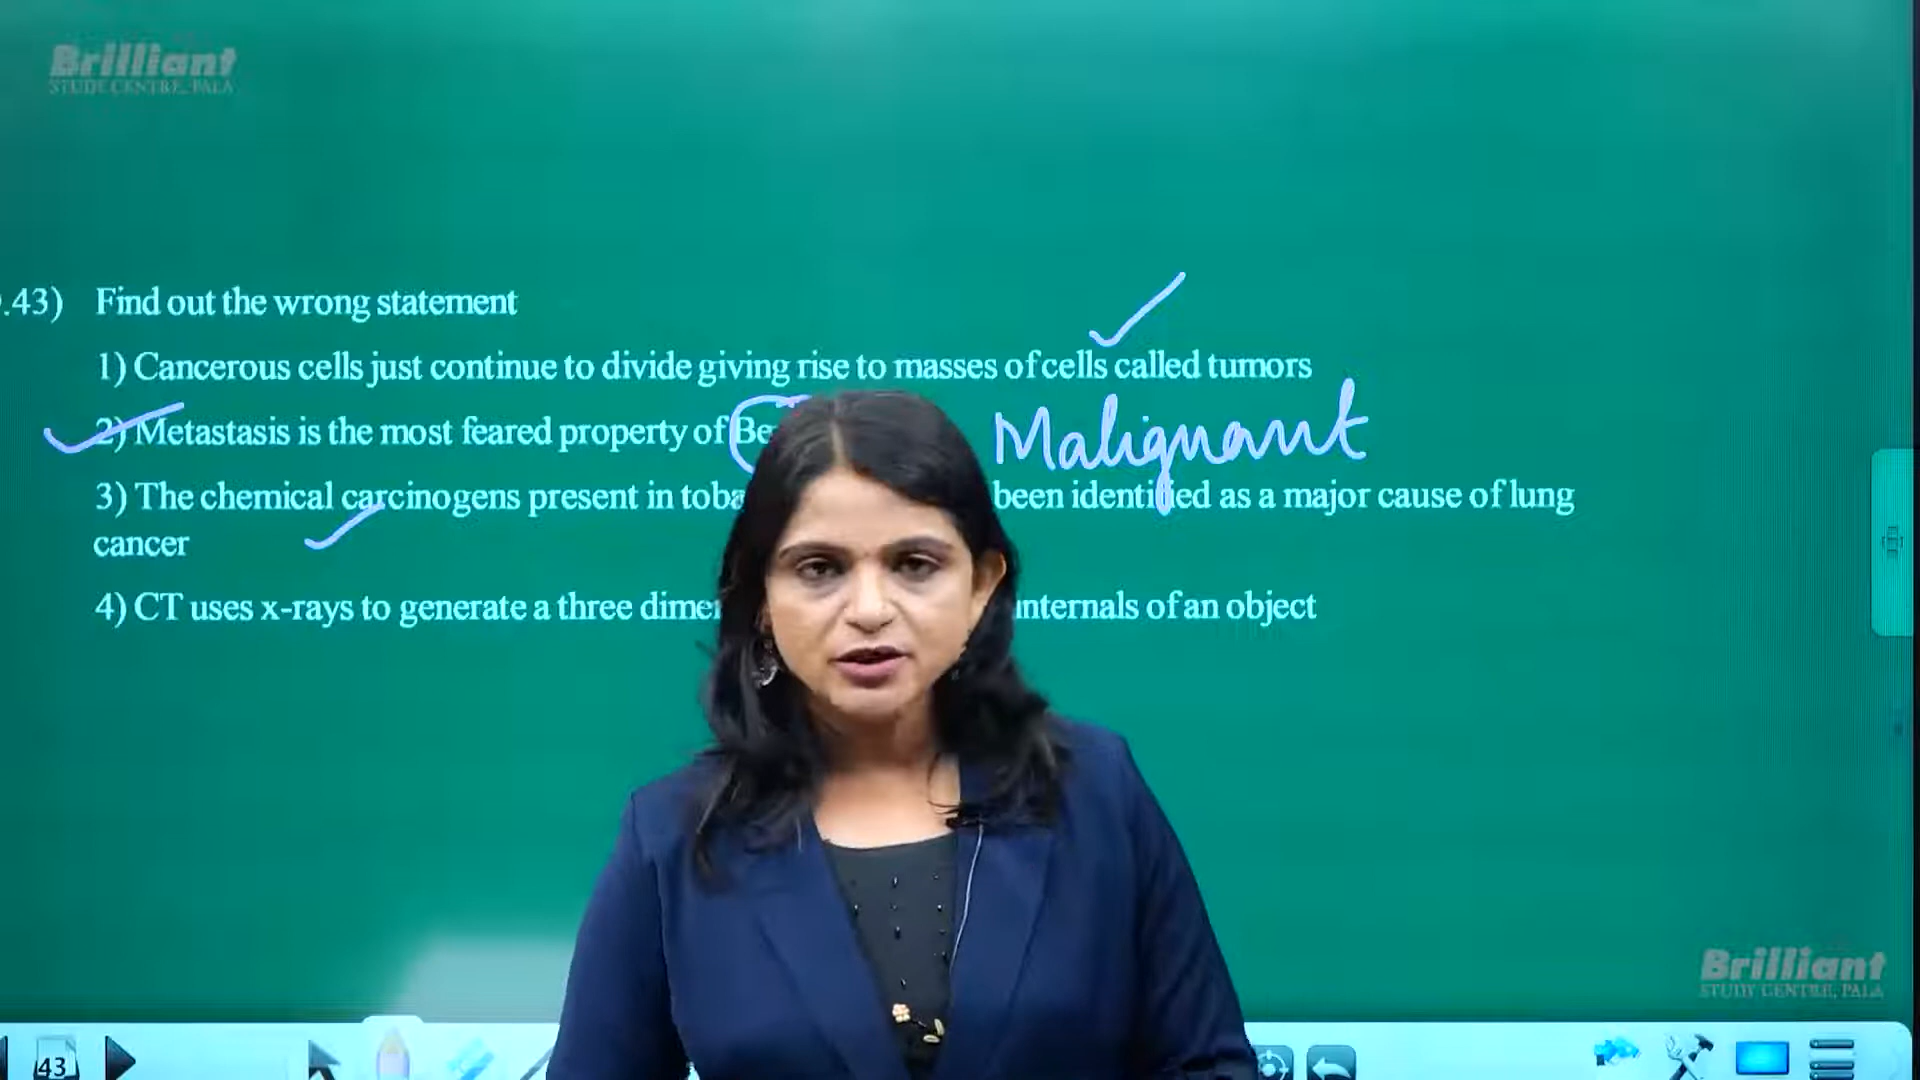 Brilliant
STUDY CENTRE, PALA
.43) Find out the wrong statement
1) Cancerous cells just continue to divide giving rise to masses of cells called tumors
2) Metastasis is the most feared property of Malignant
3) The chemical carcinogens present in been identified as a major cause of lung
cancer
4) CT uses x-rays to generate a three internals of an object
Brilliant
STUDY CENTRE, PALA
43